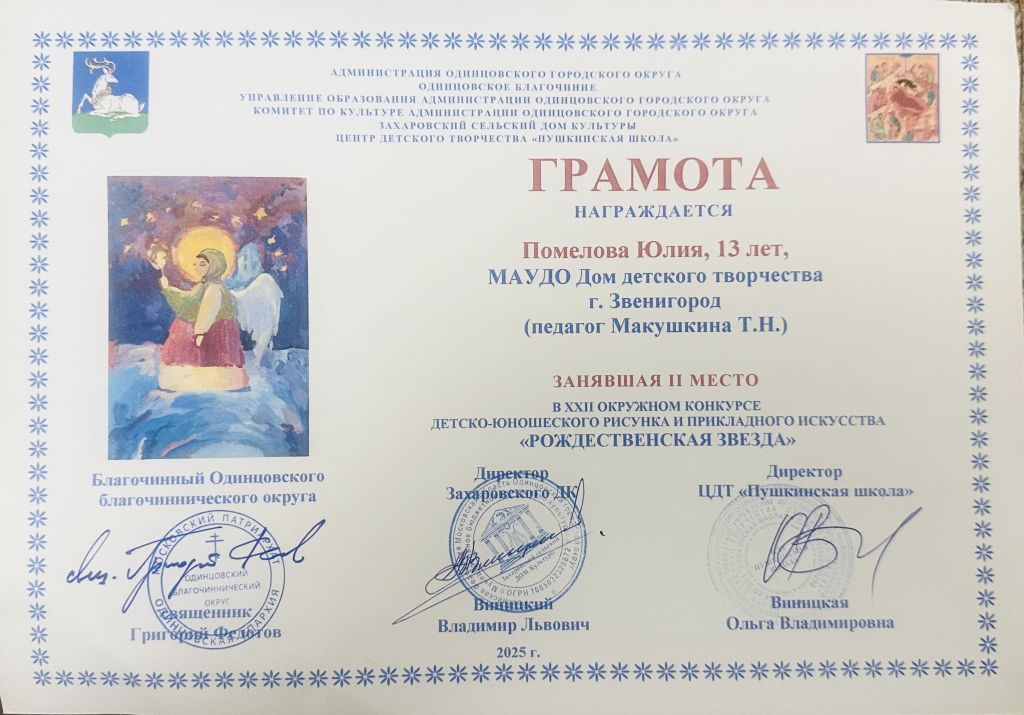 АДМИНИСТРАЦИЯ ОДИНЦОВСКОГО ГОРОДСКОГО ОКРУГА
ОДИНЦОВСКОЕ БЛАГОЧИНИЕ
УПРАВЛЕНИЕ ОБРАЗОВАНИЯ АДМИНИСТРАЦИИ ОДИНЦОВСКОГО ГОРОДСКОГО ОКРУГА
КОМИТЕТ ПО КУЛЬТУРЕ АДМИНИСТРАЦИИ ОДИНЦОВСКОГО ГОРОДСКОГО ОКРУГА
ЗАХАРОВСКИЙ СЕЛЬСКИЙ ДОМ КУЛЬТУРЫ
ЦЕНТР ДЕТСКОГО ТВОРЧЕСТВА «ПУШКИНСКАЯ ШКОЛА»
ГРАМОТА
НАГРАЖДАЕТСЯ
Помелова Юлия, 13 лет,
МАУДО Дом детского творчества
г. Звенигород
(педагог Макушкина Т.Н.)
ЗАНЯВШАЯ II МЕСТО
В XXII ОКРУЖНОМ КОНКУРСЕ
ДЕТСКО-ЮНОШЕСКОГО РИСУНКА И ПРИКЛАДНОГО ИСКУССТВА
«РОЖДЕСТВЕНСКАЯ ЗВЕЗДА»
Благочинный Одинцовского
благочиннического округа
МОСКОВСКИЙ ПАТРИАРХАТ
ОДИНЦОВСКИЙ
БЛАГОЧИННИЧЕСКИЙ
ОКРУГ
ОДИНЦОВСКАЯ ЕПАРХИЯ
священник
Григорий Федотов
Директор
Захаровского ДК
ДОМ КУЛЬТУРЫ
Виницкий
Владимир Львович
Директор
ЦДТ «Пушкинская школа»
Виницкая
Ольга Владимировна
2025 г.